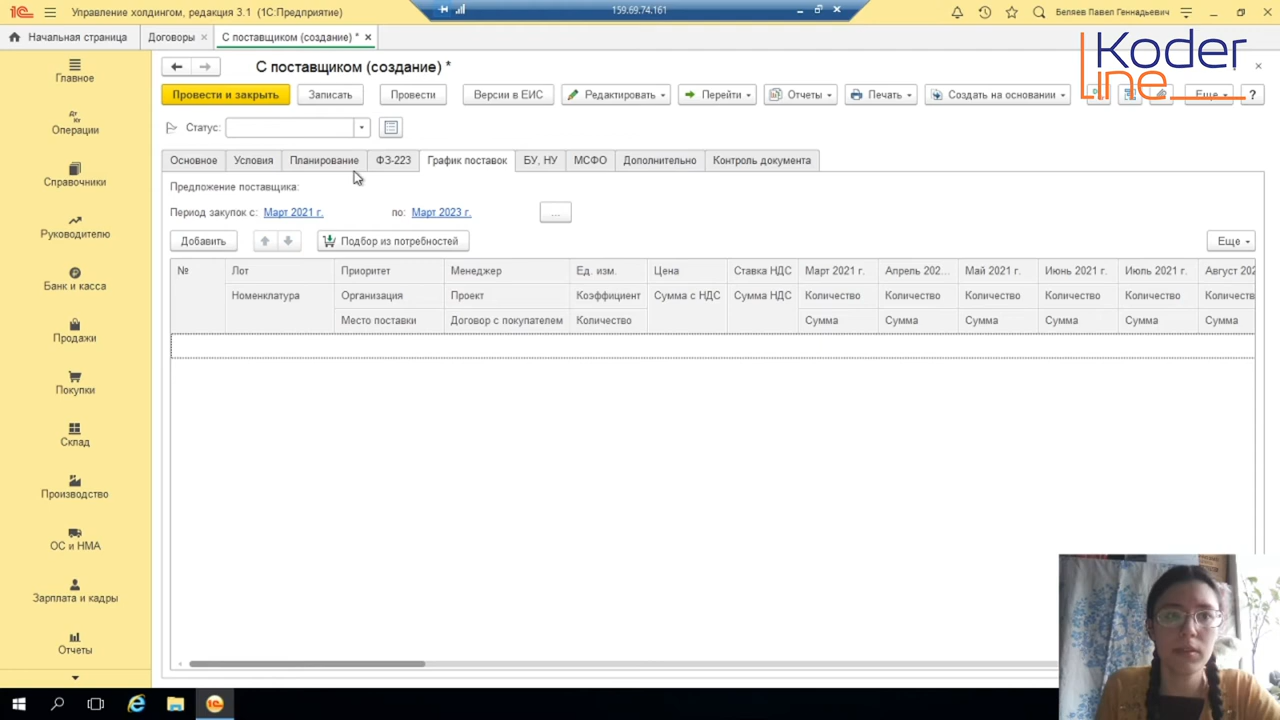 Управление холдингом, редакция 3.1 (1С:Предприятие)
159.69.74.161
Беляев Павел Геннадьевич
Начальная страница
Договоры
С поставщиком (создание) *
Koder line
С поставщиком (создание) *
Провести и закрыть
Записать
Провести
Версии в ЕИС
Редактировать
Перейти
Отчеты
Печать
Создать на основании
Еще
?
Статус:
Основное
Условия
Планирование
ФЗ-223
График поставок
БУ, НУ
МСФО
Дополнительно
Контроль документа
Предложение поставщика:
Период закупок с: Март 2021 г. по: Март 2023 г. ...
Добавить
Подбор из потребностей
Еще
№ Лот Приоритет Менеджер Ед. изм. Цена Ставка НДС Март 2021 г. Апрель 202... Май 2021 г. Июнь 2021 г. Июль 2021 г. Август 202
Номенклатура Организация Проект Коэффициент Сумма с НДС Сумма НДС Количество Количество Количество Количество Количество Количеств
Место поставки Договор с покупателем Количество Сумма Сумма Сумма Сумма Сумма Сумма
Главное
Операции
Справочники
Руководителю
Банк и касса
Продажи
Покупки
Склад
Производство
ОС и НМА
Зарплата и кадры
Отчеты